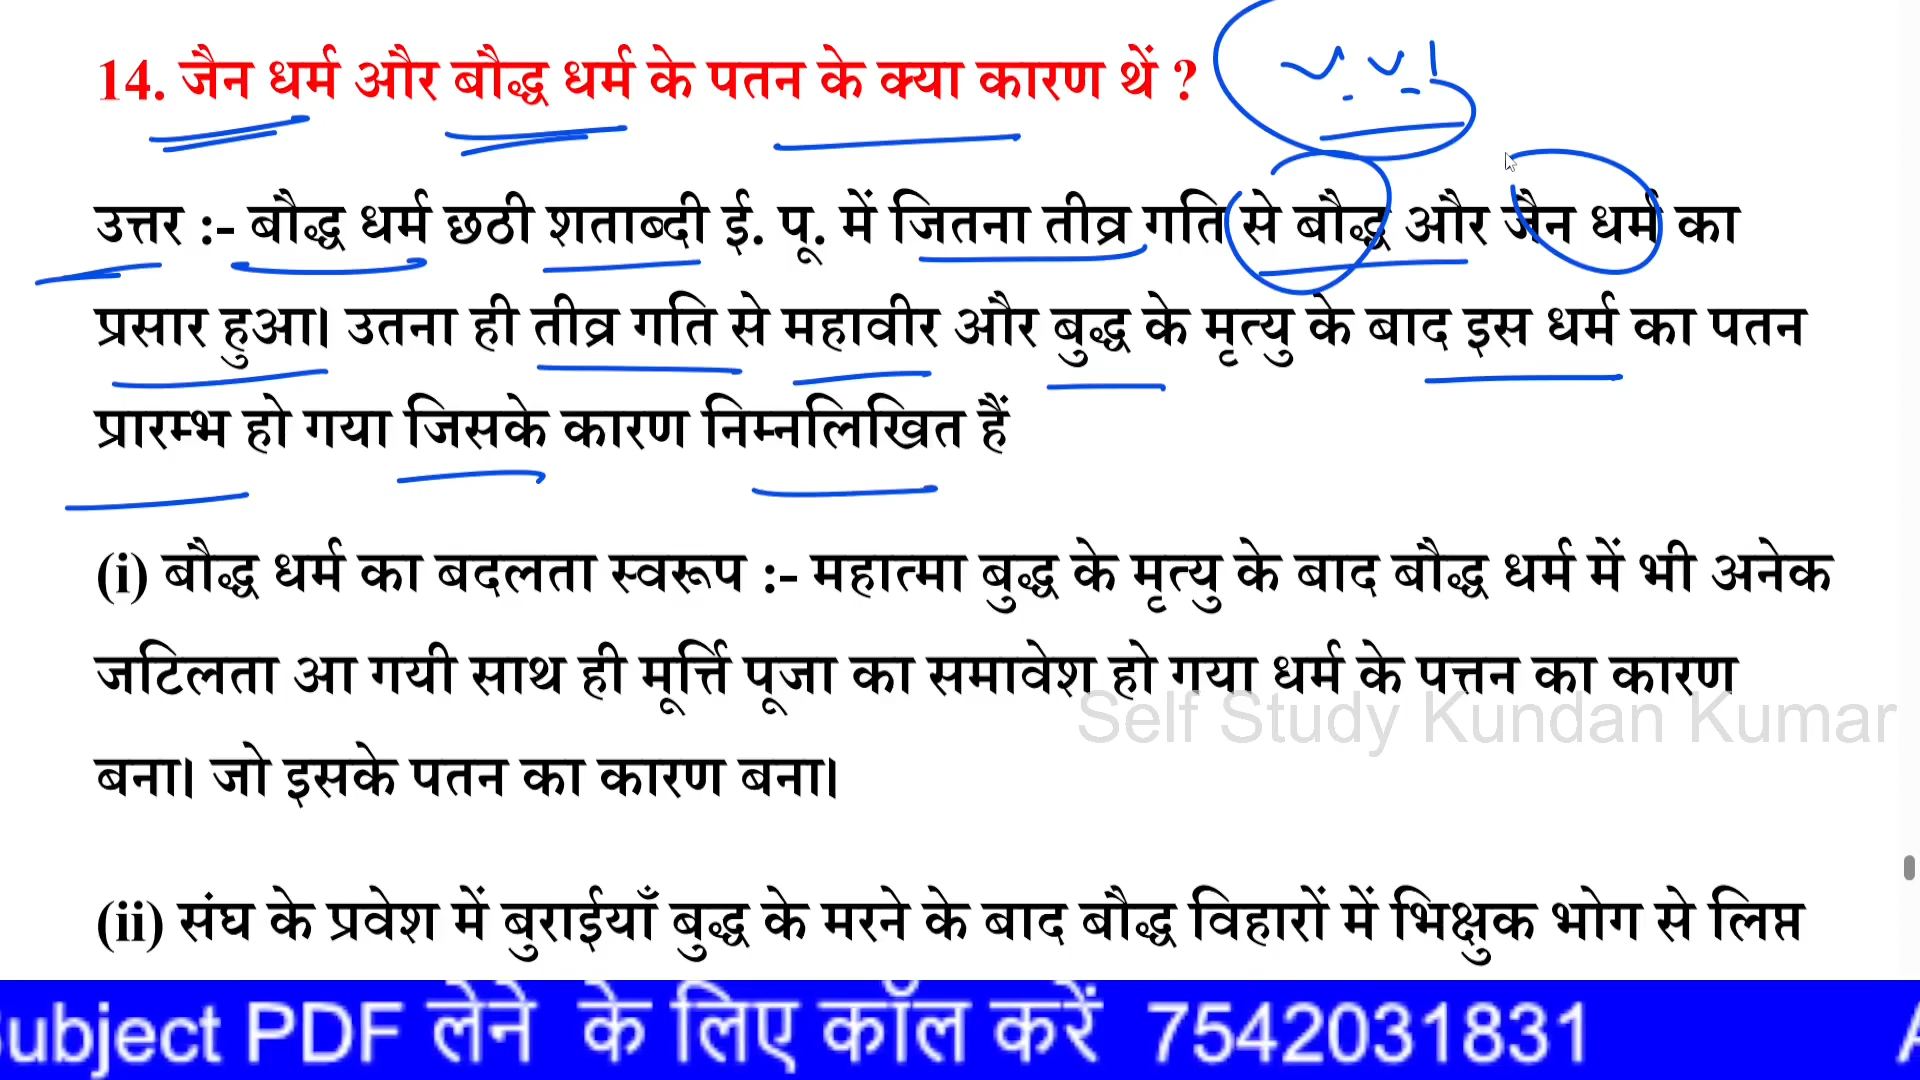 14. जैन धर्म और बौद्ध धर्म के पतन के क्या कारण थें ?
v.v.I
उत्तर :- बौद्ध धर्म छठी शताब्दी ई. पू. में जितना तीव्र गति से बौद्ध और जैन धर्म का
प्रसार हुआ। उतना ही तीव्र गति से महावीर और बुद्ध के मृत्यु के बाद इस धर्म का पतन
प्रारम्भ हो गया जिसके कारण निम्नलिखित हैं
(i) बौद्ध धर्म का बदलता स्वरूप :- महात्मा बुद्ध के मृत्यु के बाद बौद्ध धर्म में भी अनेक
जटिलता आ गयी साथ ही मूर्त्ति पूजा का समावेश हो गया धर्म के पत्तन का कारण
Self Study Kundan Kumar
बना। जो इसके पतन का कारण बना।
(ii) संघ के प्रवेश में बुराईयाँ बुद्ध के मरने के बाद बौद्ध विहारों में भिक्षुक भोग से लिप्त
ubject PDF लेने के लिए कॉल करें 7542031831